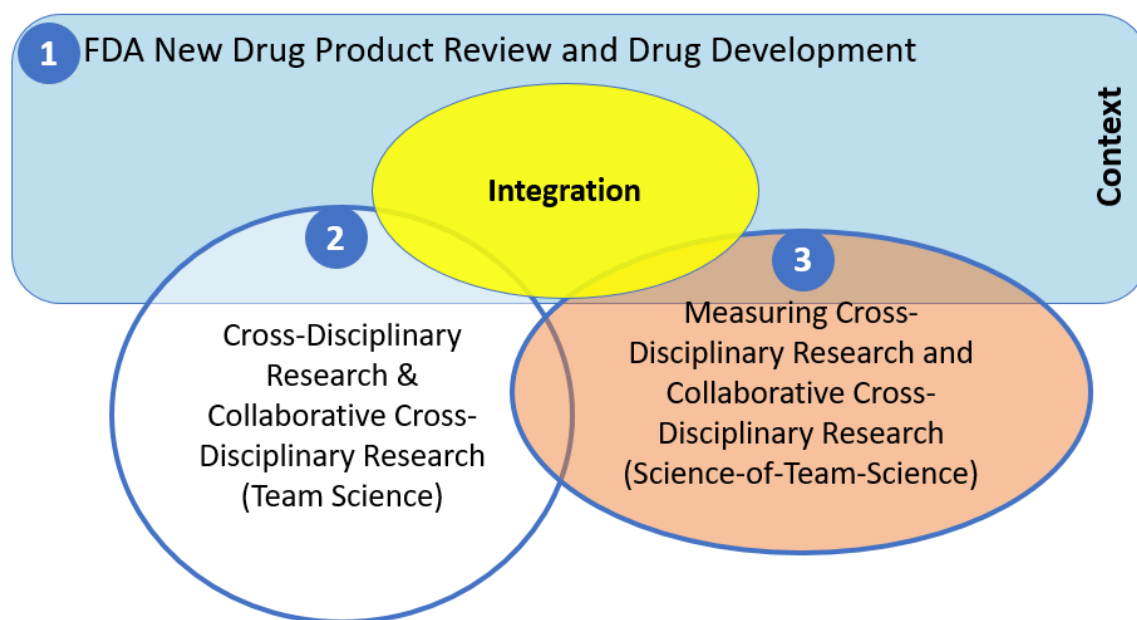 1 FDA New Drug Product Review and Drug Development
Context
Integration
2
Cross-Disciplinary
Research &
Collaborative Cross-
Disciplinary Research
(Team Science)
3
Measuring Cross-
Disciplinary Research and
Collaborative Cross-
Disciplinary Research
(Science-of-Team-Science)